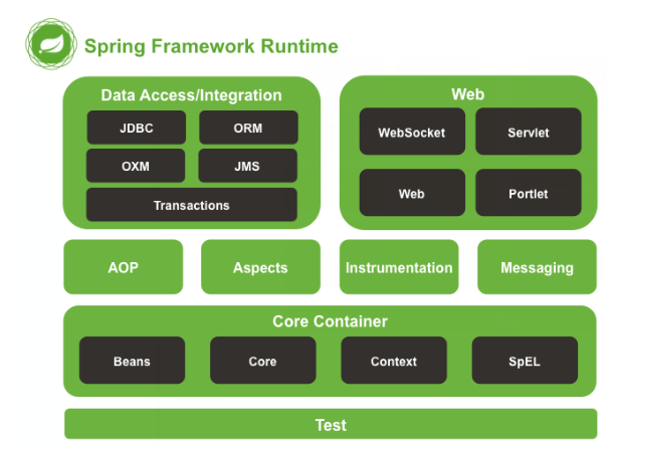 Spring Framework Runtime
Data Access/Integration
JDBC
ORM
OXM
JMS
Transactions
Web
WebSocket
Servlet
Web
Portlet
AOP
Aspects
Instrumentation
Messaging
Core Container
Beans
Core
Context
SpEL
Test